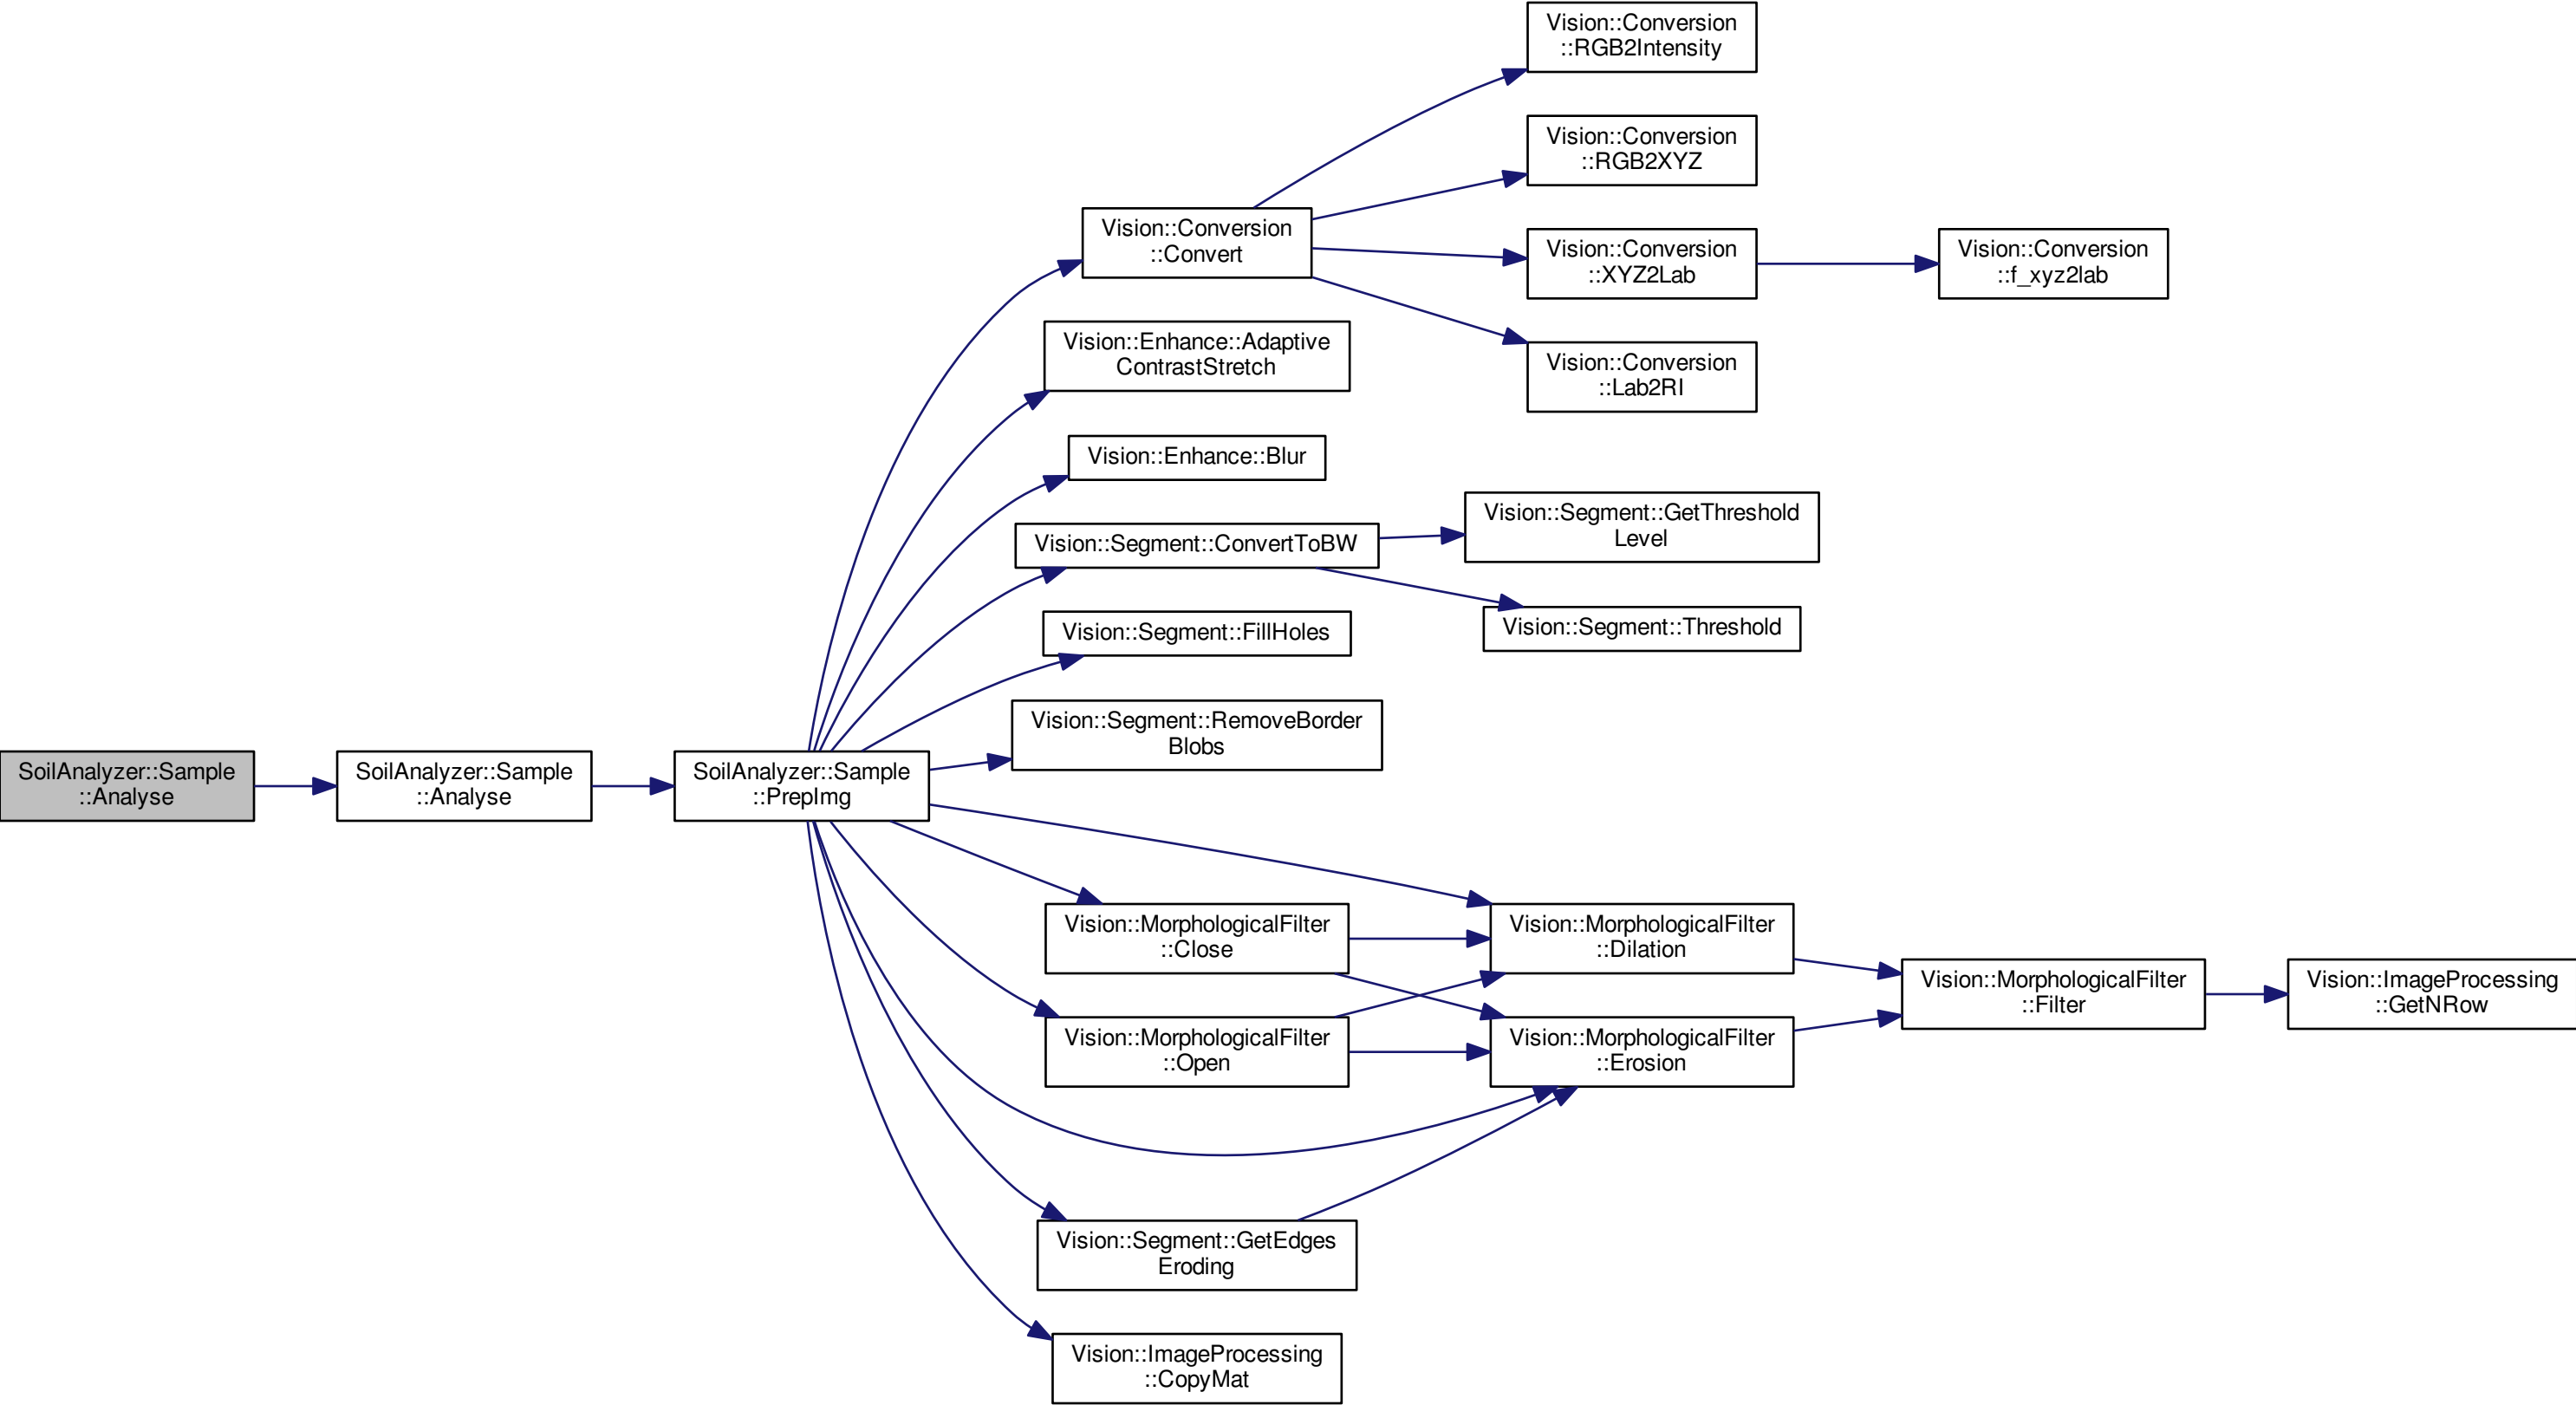 SoilAnalyzer::Sample
::Analyse
SoilAnalyzer::Sample
::Analyse
SoilAnalyzer::Sample
::PrepImg
Vision::Conversion
::Convert
Vision::Conversion
::RGB2Intensity
Vision::Conversion
::RGB2XYZ
Vision::Conversion
::XYZ2Lab
Vision::Conversion
::f_xyz2lab
Vision::Conversion
::Lab2RI
Vision::Enhance::Adaptive
ContrastStretch
Vision::Enhance::Blur
Vision::Segment::ConvertToBW
Vision::Segment::GetThreshold
Level
Vision::Segment::Threshold
Vision::Segment::FillHoles
Vision::Segment::RemoveBorder
Blobs
Vision::MorphologicalFilter
::Close
Vision::MorphologicalFilter
::Dilation
Vision::MorphologicalFilter
::Open
Vision::MorphologicalFilter
::Erosion
Vision::MorphologicalFilter
::Filter
Vision::ImageProcessing
::GetNRow
Vision::Segment::GetEdges
Eroding
Vision::ImageProcessing
::CopyMat